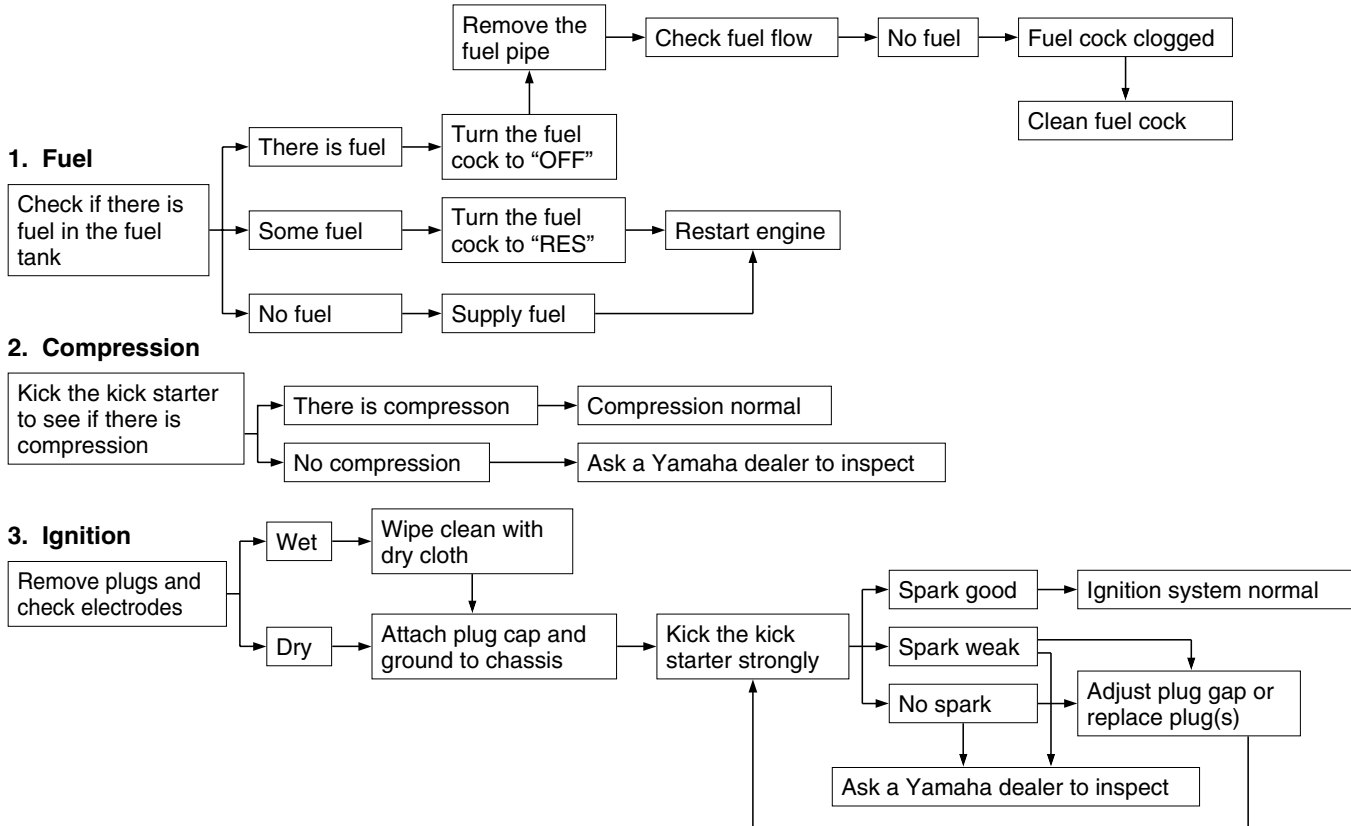 Remove the
fuel pipe
Check fuel flow
No fuel
Fuel cock clogged
Clean fuel cock
1. Fuel
Check if there is
fuel in the fuel
tank
There is fuel
Turn the fuel
cock to “OFF”
Some fuel
Turn the fuel
cock to “RES”
Restart engine
No fuel
Supply fuel
2. Compression
Kick the kick starter
to see if there is
compression
There is compresson
Compression normal
No compression
Ask a Yamaha dealer to inspect
3. Ignition
Remove plugs and
check electrodes
Wet
Wipe clean with
dry cloth
Dry
Attach plug cap and
ground to chassis
Kick the kick
starter strongly
Spark good
Ignition system normal
Spark weak
No spark
Adjust plug gap or
replace plug(s)
Ask a Yamaha dealer to inspect